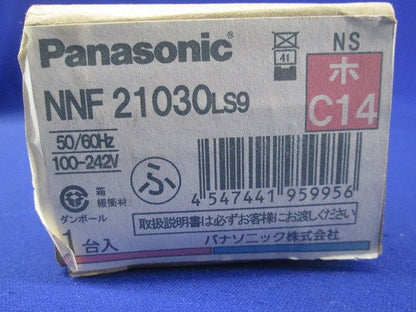 Panasonic®
NS
41
ホ
C14
NNF 21030LS9
50/60Hz
100-242V
ふ
4 547441 959956
箱
緩衝材
ダンボール
取扱説明書は必ずお客様にお渡しください
1台入
パナソニック株式会社